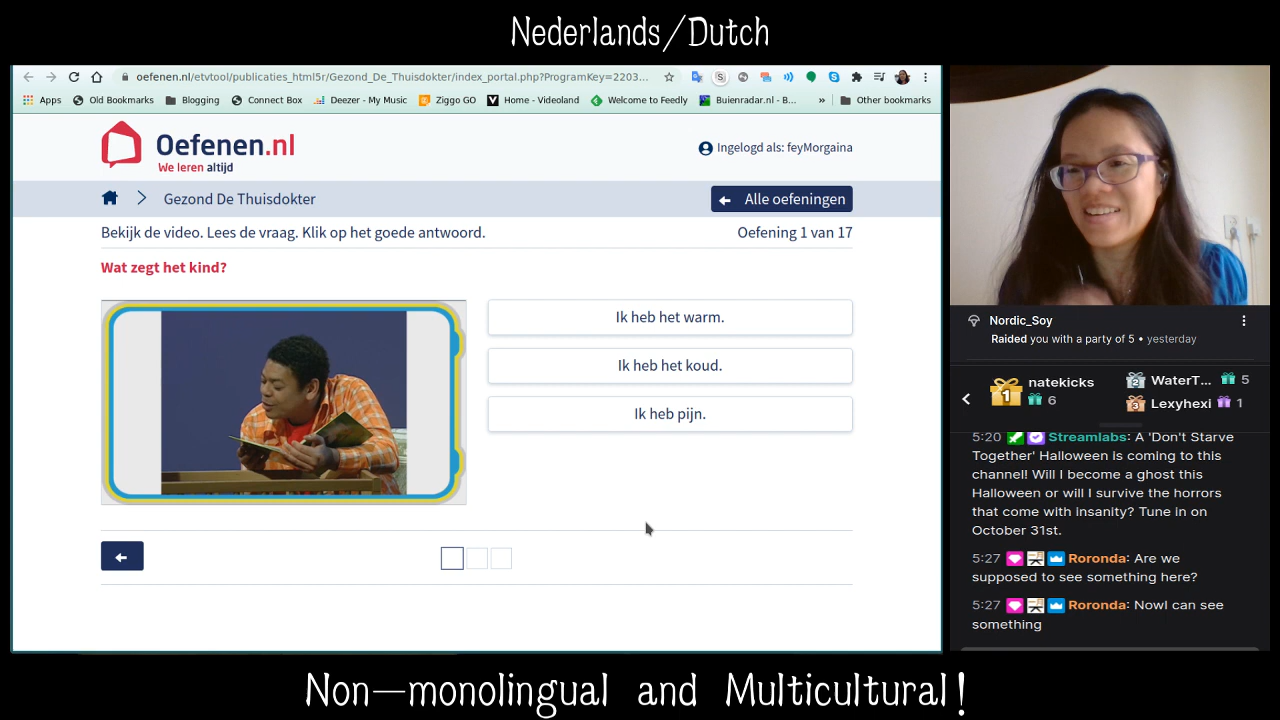 Nederlands/Dutch
oefenen.nl/etvtool/publicaties_html5r/Gezond_De_Thuisdokter/index_portal.php?ProgramKey=2203...
Apps Old Bookmarks Blogging Connect Box Deezer - My Music Ziggo GO Home - Videoland Welcome to Feedly Buienradar.nl - B... » Other bookmarks
Oefenen.nl
We leren altijd
Ingelogd als: feyMorgaina
Gezond De Thuisdokter
Alle oefeningen
Bekijk de video. Lees de vraag. Klik op het goede antwoord.
Oefening 1 van 17
Wat zegt het kind?
Ik heb het warm.
Ik heb het koud.
Ik heb pijn.
Nordic_Soy
Raided you with a party of 5 • yesterday
1 natekicks
6
2 WaterT... 5
3 Lexyhexi 1
5:20 Streamlabs: A 'Don't Starve
Together' Halloween is coming to this
channel! Will I become a ghost this
Halloween or will I survive the horrors
that come with insanity? Tune in on
October 31st.
5:27 Roronda: Are we
supposed to see something here?
5:27 Roronda: NowI can see
something
Non-monolingual and Multicultural!